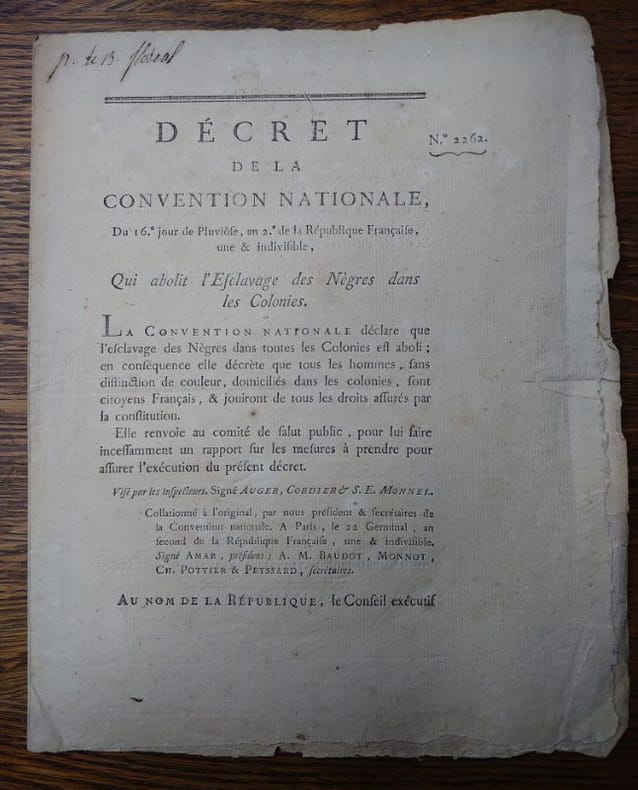 p. le 13. floréal
DÉCRET
N.º 2262.
DE LA
CONVENTION NATIONALE,
Du 16.e jour de Pluviôſe, an 2.e de la République Françaiſe,
une & indiviſible,
Qui abolit l'Eſclavage des Nègres dans
les Colonies.
LA CONVENTION NATIONALE déclare que
l'eſclavage des Nègres dans toutes les Colonies eſt aboli ;
en conſéquence elle décrète que tous les hommes, ſans
diſtinction de couleur, domiciliés dans les colonies, ſont
citoyens Français, & jouiront de tous les droits aſſurés par
la conſtitution.
Elle renvoie au comité de ſalut public, pour lui faire
inceſſamment un rapport ſur les meſures à prendre pour
aſſurer l'exécution du préſent décret.
Viſé par les inſpecteurs. Signé AUGER, CORDIER & S. E. MONNEL.
Collationné à l'original, par nous préſident & ſecrétaires de
la Convention nationale. A Paris, le 22 Germinal, an
ſecond de la République Françaiſe, une & indiviſible.
Signé AMAR, préſident ; A. M. BAUDOT, MONNOT,
CH. POTTIER & PEYSSARD, ſecrétaires.
AU NOM DE LA RÉPUBLIQUE, le Conſeil exécutif